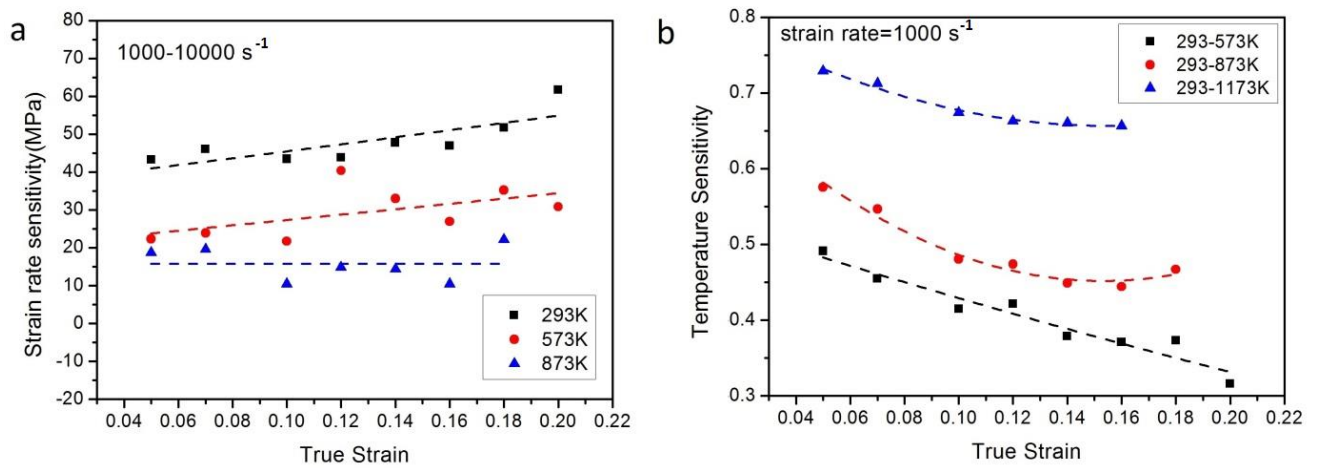 a
1000-10000 s⁻¹
Strain rate sensitivity(MPa)
80
70
60
50
40
30
20
10
0
-10
-20
293K
573K
873K
0.04 0.06 0.08 0.10 0.12 0.14 0.16 0.18 0.20 0.22
True Strain
b
strain rate=1000 s⁻¹
Temperature Sensitivity
0.8
0.7
0.6
0.5
0.4
0.3
293-573K
293-873K
293-1173K
0.04 0.06 0.08 0.10 0.12 0.14 0.16 0.18 0.20 0.22
True Strain